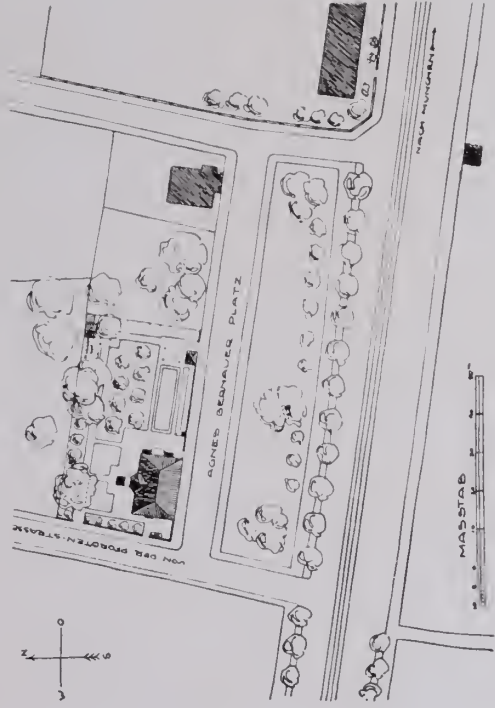 NACH MÜNCHEN
AGNES BERNAUER PLATZ
VON DER PFORDTEN-STRASSE
MASSTAB
N
W
O
S